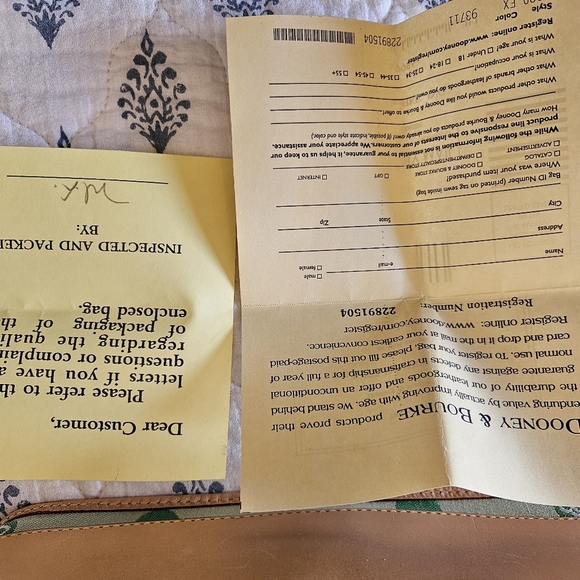 Dear Customer,
Please refer to th
letters if you have a
questions or complain
regarding the quali
of packaging of th
enclosed bag.
INSPECTED AND PACKE
BY:
DOONEY & BOURKE products prove their
enduring value by actually improving with age. We stand behind
the durability of our leathergoods and offer an unconditional
guarantee against any defects in craftsmanship for a full year of
normal use. To register your bag, please fill out this postage-paid
card and drop it in the mail at your earliest convenience.
Register online: www.dooney.com/register
Registration Number: 22891504
Name
male
female
Address
e-mail
City
State
Zip
Bag ID Number (printed on tag sewn inside bag)
Where was your item purchased?
CATALOG
DOONEY & BOURKE STORE
GIFT
INTERNET
ADVERTISEMENT
DEPARTMENT/SPECIALTY STORE
While the following information is not essential to your guarantee, it helps us to keep our
product line responsive to the interests of our customers. We appreciate your assistance.
How many Dooney & Bourke products do you already own? (If possible, indicate style and color.)
What other products would you like Dooney & Bourke to offer?
What other brands of leathergoods do you own?
What is your occupation?
What is your age? Under 18 18-24 25-34 35-44 45-54 55+
Register online: www.dooney.com/register
22891504
Color 93711
Style EX